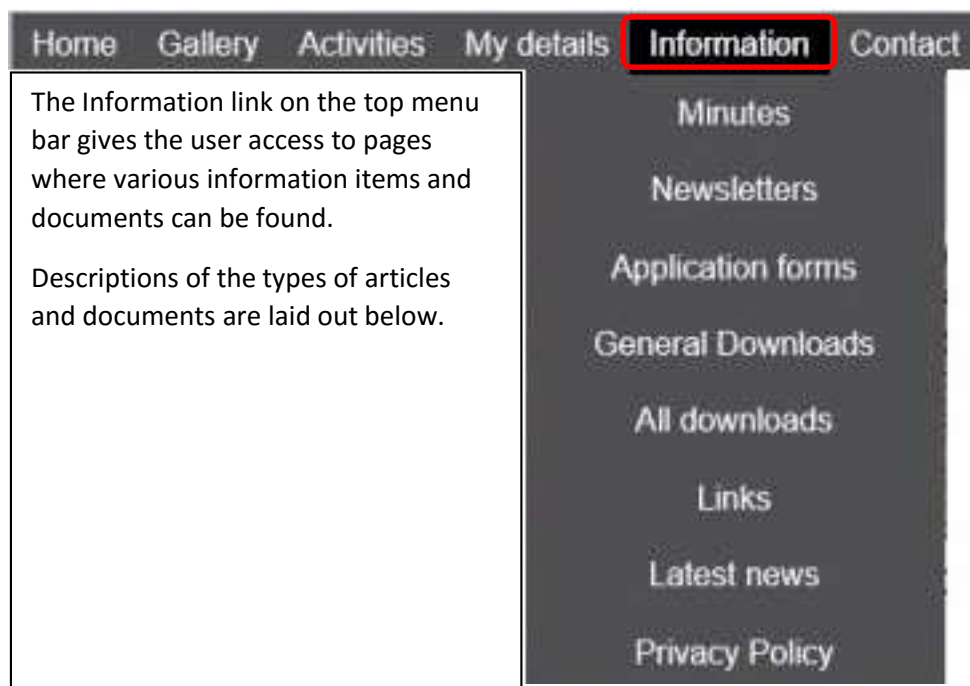 Home Gallery Activities My details Information Contact
The Information link on the top menu
bar gives the user access to pages
where various information items and
documents can be found.
Descriptions of the types of articles
and documents are laid out below.
Minutes
Newsletters
Application forms
General Downloads
All downloads
Links
Latest news
Privacy Policy